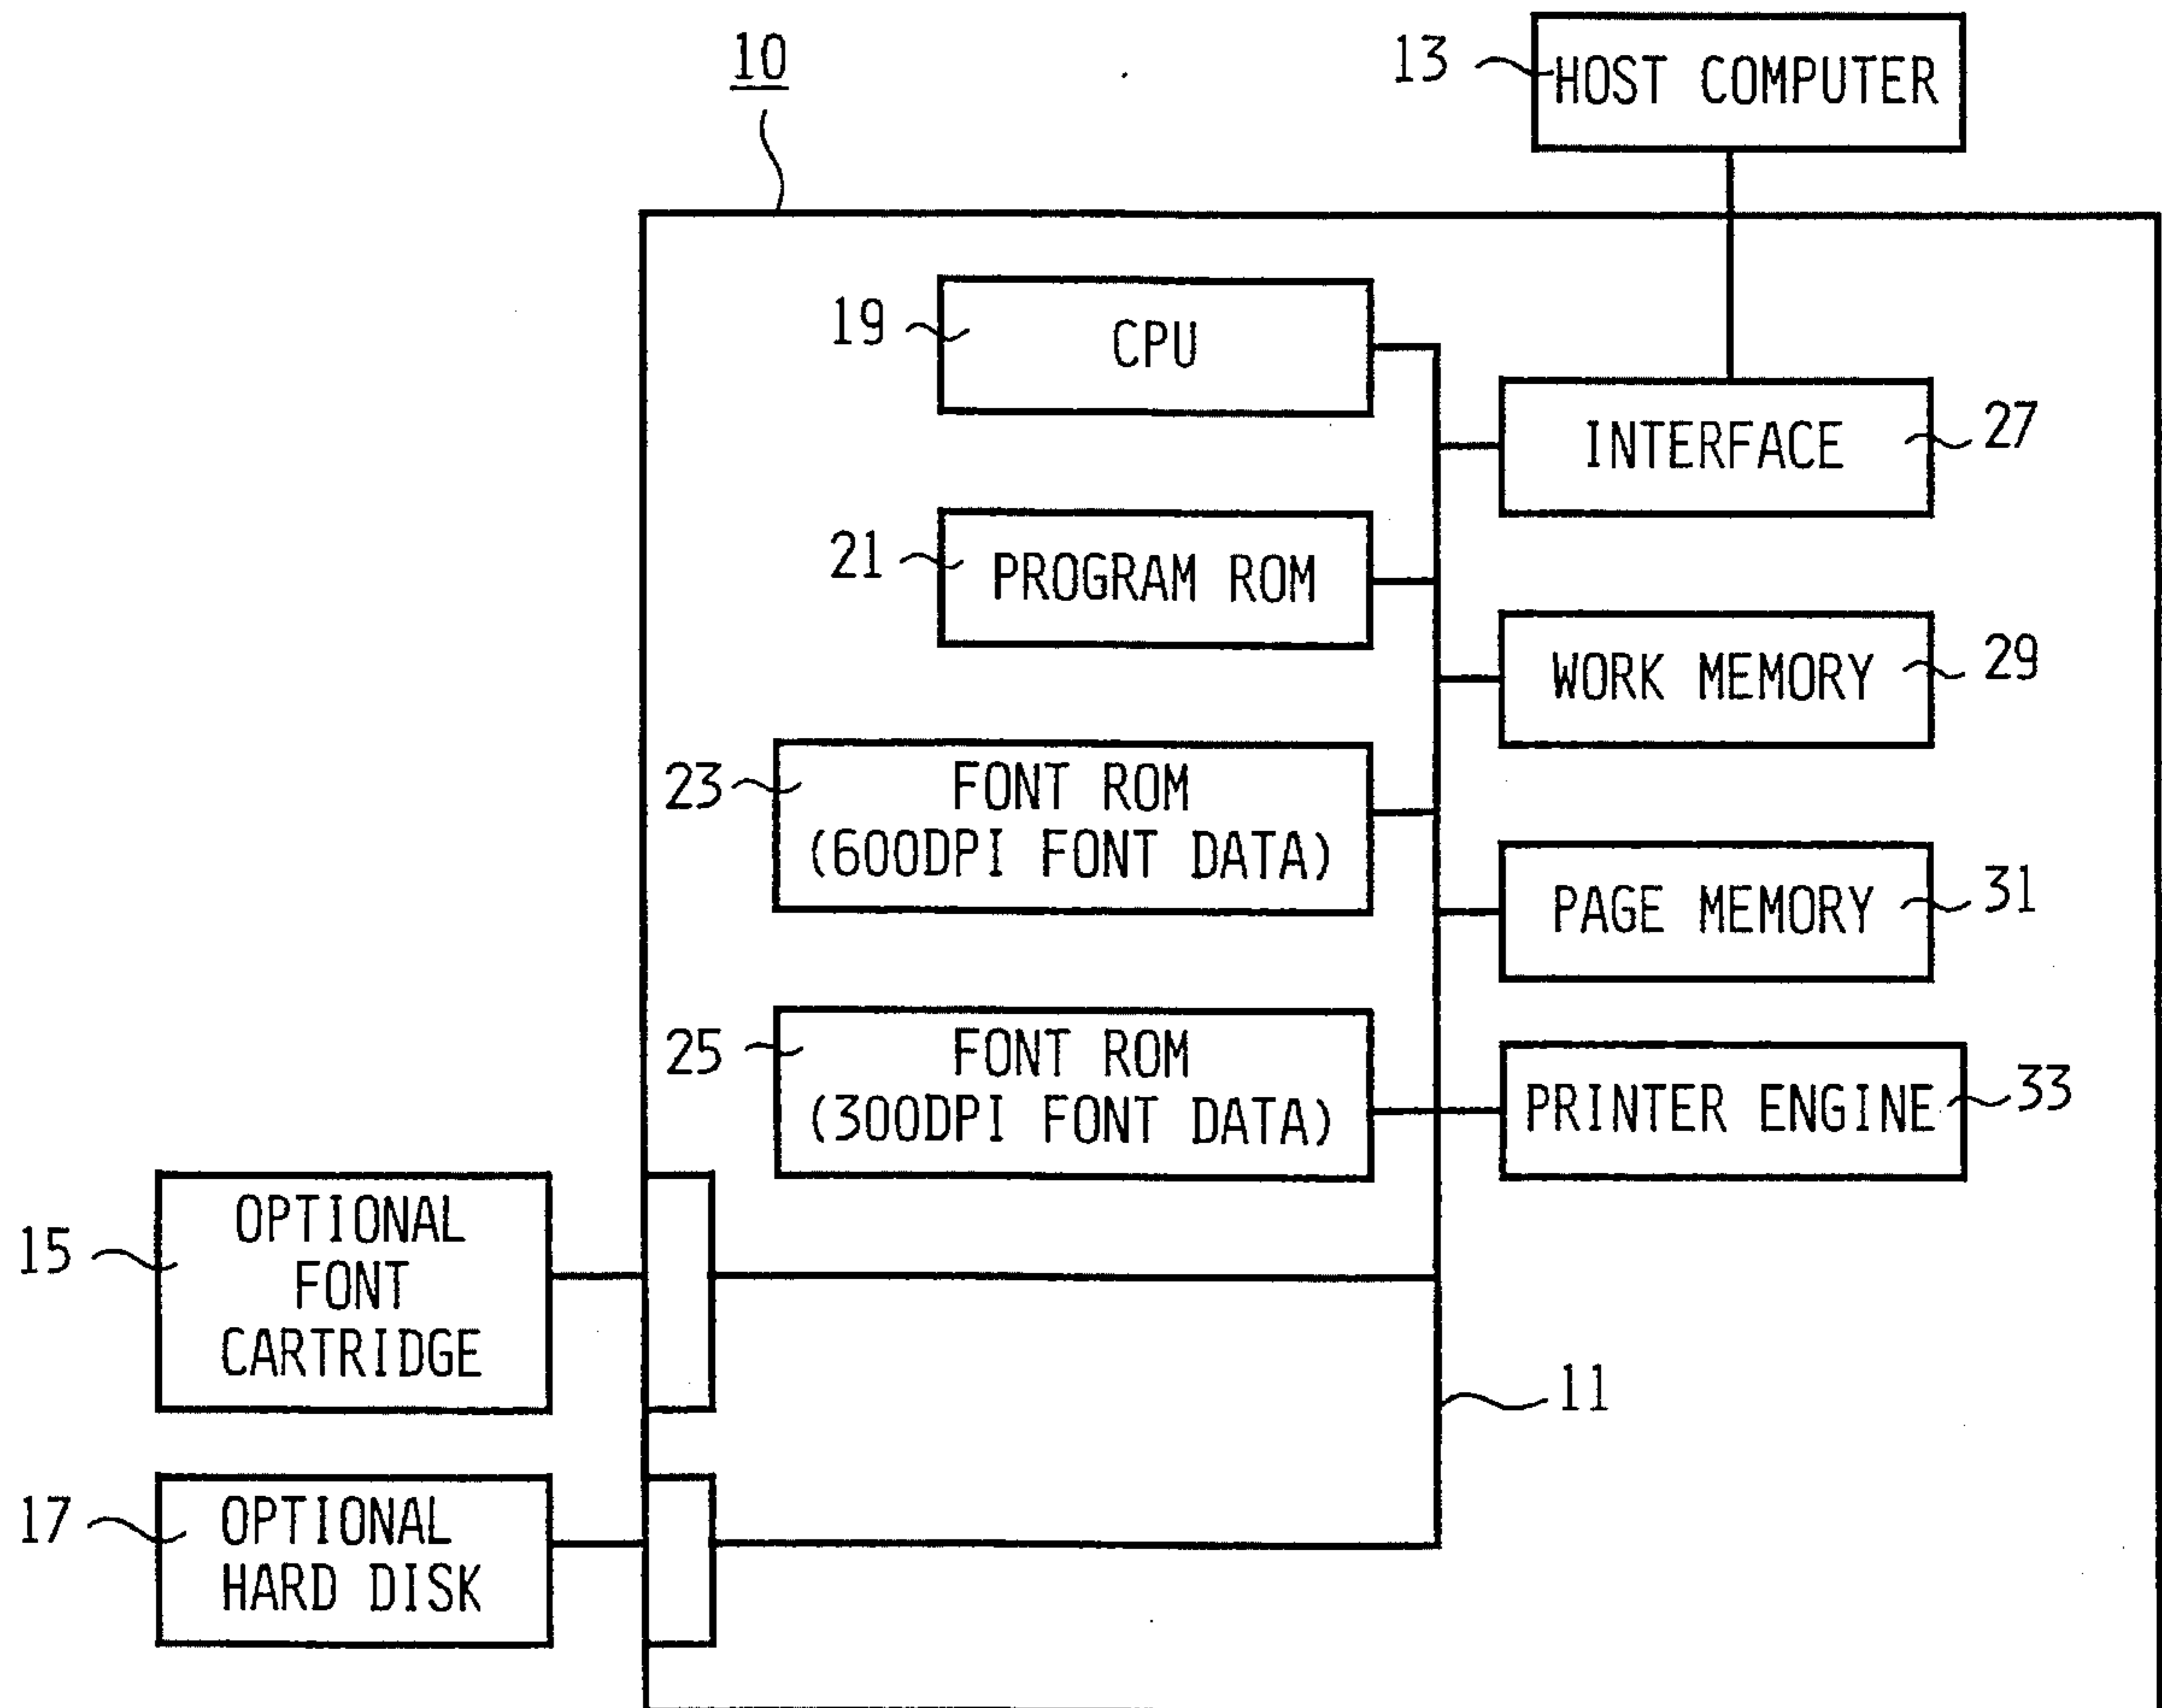 10
13
HOST COMPUTER
19
CPU
INTERFACE
27
21
PROGRAM ROM
WORK MEMORY
29
23
FONT ROM
(600DPI FONT DATA)
PAGE MEMORY
31
25
FONT ROM
(300DPI FONT DATA)
PRINTER ENGINE
33
15
OPTIONAL
FONT
CARTRIDGE
11
17
OPTIONAL
HARD DISK